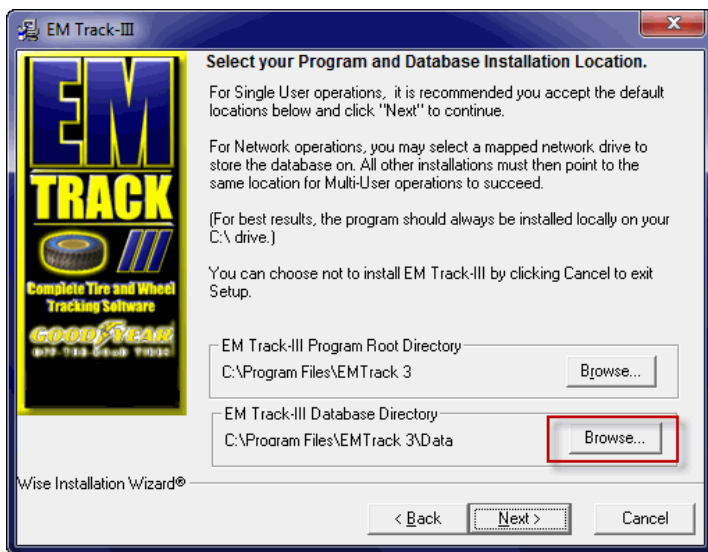 EM Track-III
Select your Program and Database Installation Location.
For Single User operations, it is recommended you accept the default
locations below and click "Next" to continue.
For Network operations, you may select a mapped network drive to
store the database on. All other installations must then point to the
same location for Multi-User operations to succeed.
(For best results, the program should always be installed locally on your
C:\ drive.)
You can choose not to install EM Track-III by clicking Cancel to exit
Setup.
EM
TRACK
III
Complete Tire and Wheel
Tracking Software
GOODYEAR
EM Track-III Program Root Directory
C:\Program Files\EMTrack 3
Browse...
EM Track-III Database Directory
C:\Program Files\EMTrack 3\Data
Browse...
Wise Installation Wizard®
< Back
Next >
Cancel